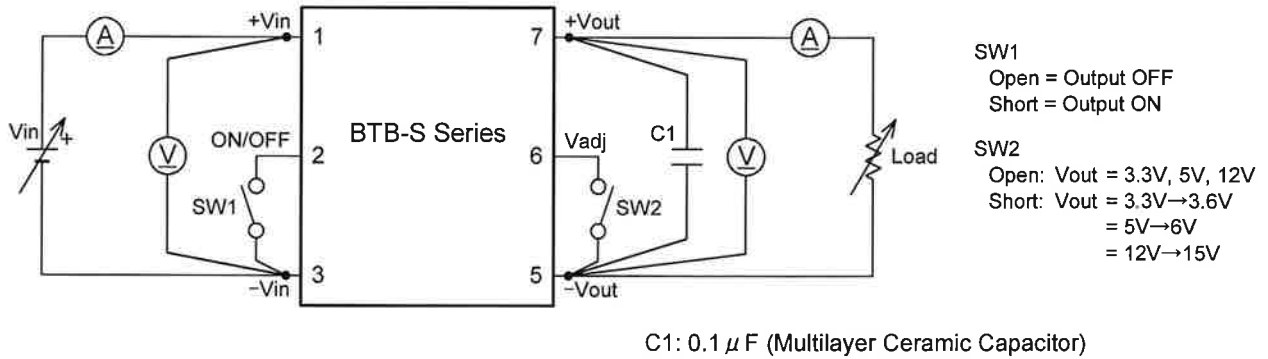 +Vin
+Vout
A
1
7
A
SW1
Open = Output OFF
Short = Output ON
Vin
+
V
ON/OFF
2
BTB-S Series
6
Vadj
C1
V
Load
SW1
SW2
SW2
Open: Vout = 3.3V, 5V, 12V
Short: Vout = 3.3V→3.6V
= 5V→6V
= 12V→15V
3
5
−Vin
−Vout
C1: 0.1 μ F (Multilayer Ceramic Capacitor)